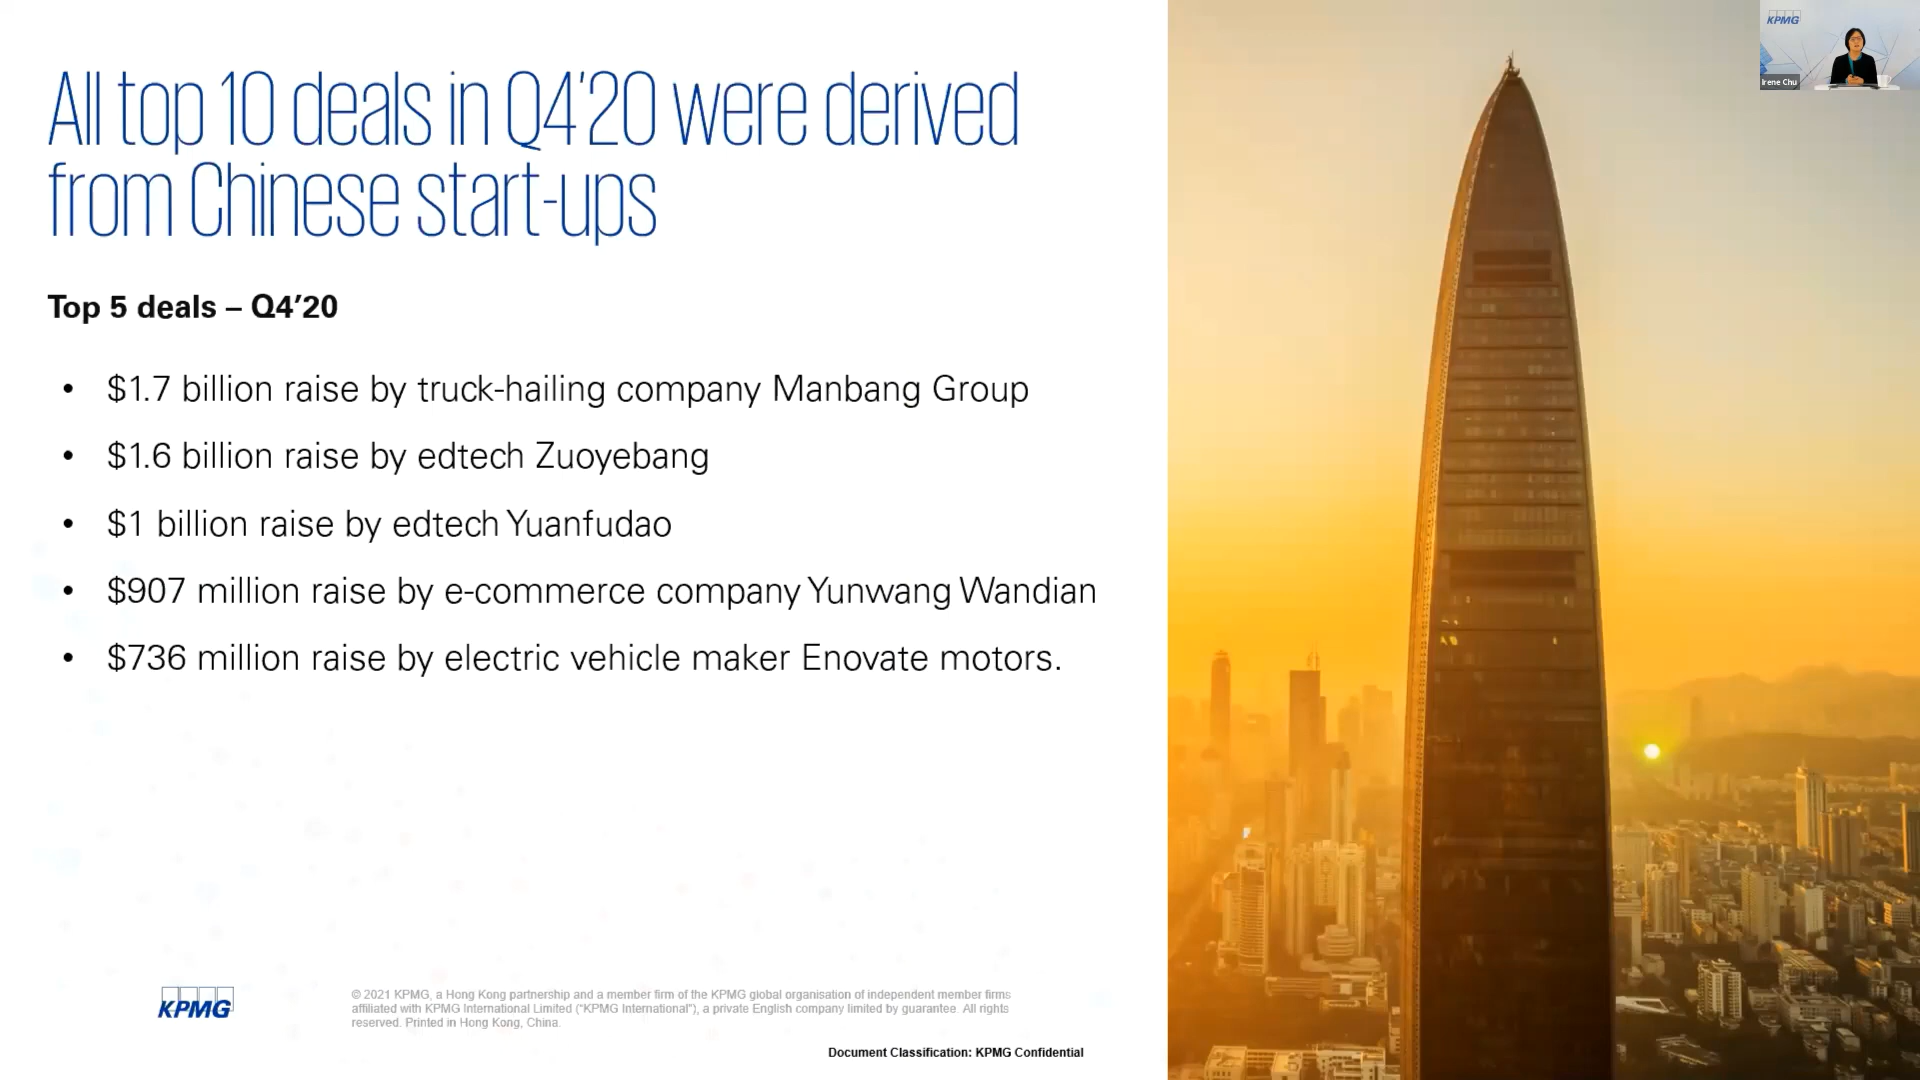 All top 10 deals in Q4'20 were derived
from Chinese start-ups
Top 5 deals – Q4'20
• $1.7 billion raise by truck-hailing company Manbang Group
• $1.6 billion raise by edtech Zuoyebang
• $1 billion raise by edtech Yuanfudao
• $907 million raise by e-commerce company Yunwang Wandian
• $736 million raise by electric vehicle maker Enovate motors.
KPMG
© 2021 KPMG, a Hong Kong partnership and a member firm of the KPMG global organisation of independent member firms
affiliated with KPMG International Limited ("KPMG International"), a private English company limited by guarantee. All rights
reserved. Printed in Hong Kong, China.
Document Classification: KPMG Confidential
KPMG
Irene Chu